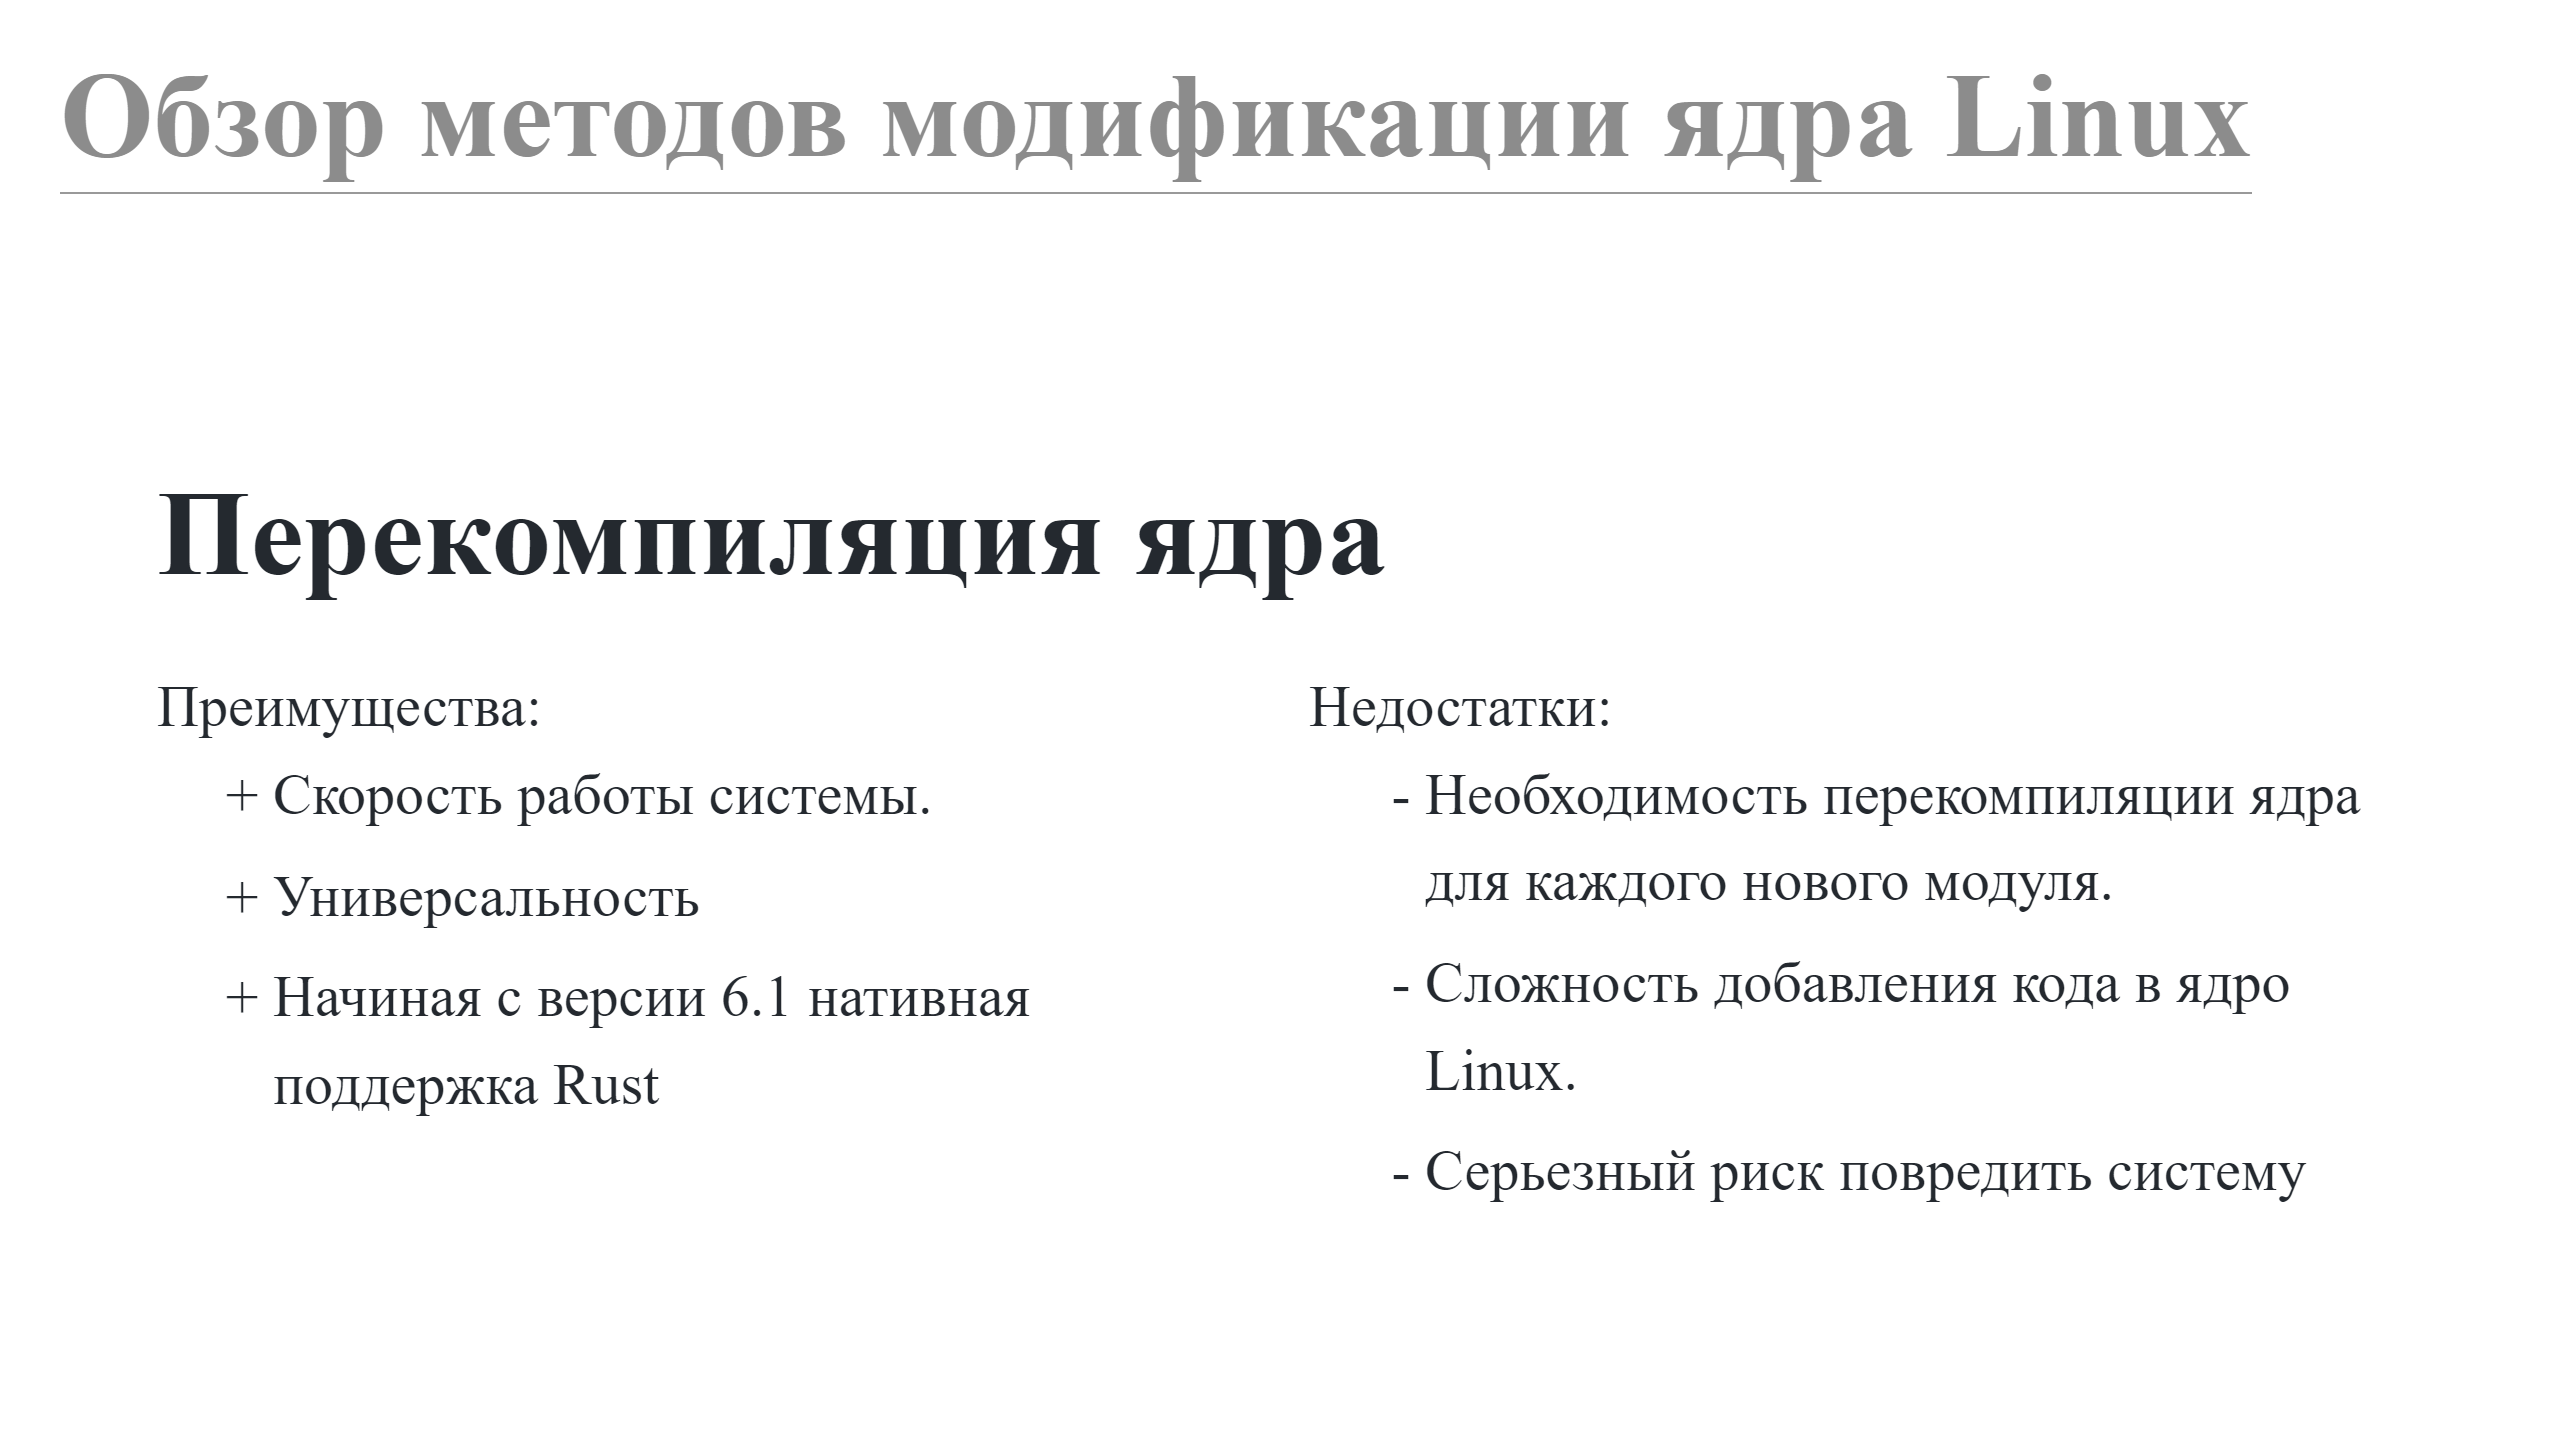 Обзор методов модификации ядра Linux
Перекомпиляция ядра
Преимущества:
+ Скорость работы системы.
+ Универсальность
+ Начиная с версии 6.1 нативная
поддержка Rust
Недостатки:
- Необходимость перекомпиляции ядра
для каждого нового модуля.
- Сложность добавления кода в ядро
Linux.
- Серьезный риск повредить систему